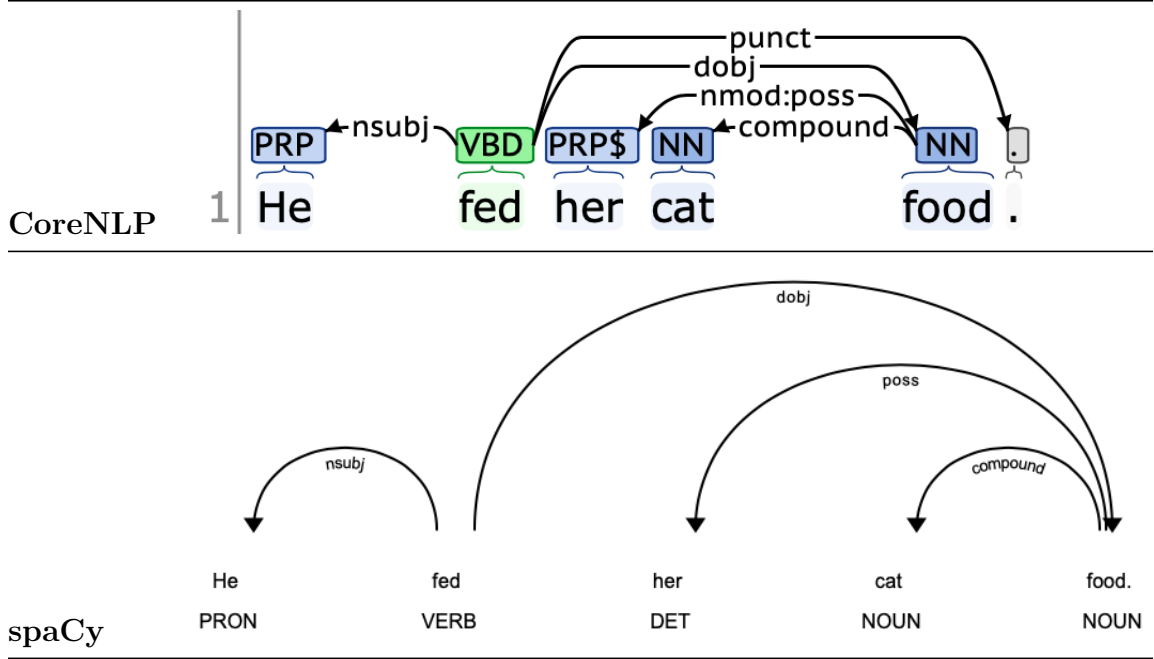 punct
dobj
nmod:poss
nsubj compound
PRP VBD PRP$ NN NN .
1 He fed her cat food .
CoreNLP
dobj
poss
nsubj compound
He fed her cat food.
PRON VERB DET NOUN NOUN
spaCy